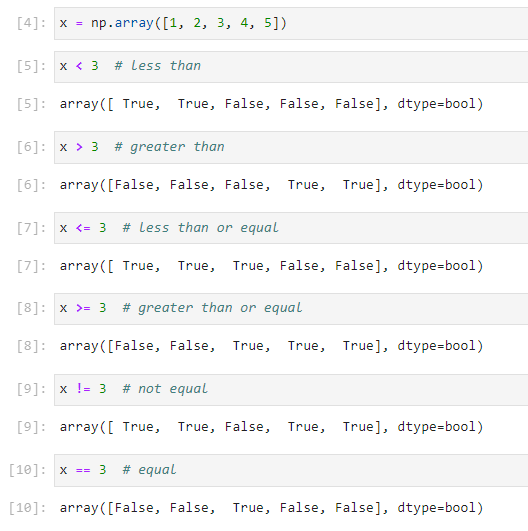 [4]: x = np.array([1, 2, 3, 4, 5])
[5]: x < 3  # less than
[5]: array([ True,  True, False, False, False], dtype=bool)
[6]: x > 3  # greater than
[6]: array([False, False, False,  True,  True], dtype=bool)
[7]: x <= 3  # less than or equal
[7]: array([ True,  True,  True, False, False], dtype=bool)
[8]: x >= 3  # greater than or equal
[8]: array([False, False,  True,  True,  True], dtype=bool)
[9]: x != 3  # not equal
[9]: array([ True,  True, False,  True,  True], dtype=bool)
[10]: x == 3  # equal
[10]: array([False, False,  True, False, False], dtype=bool)